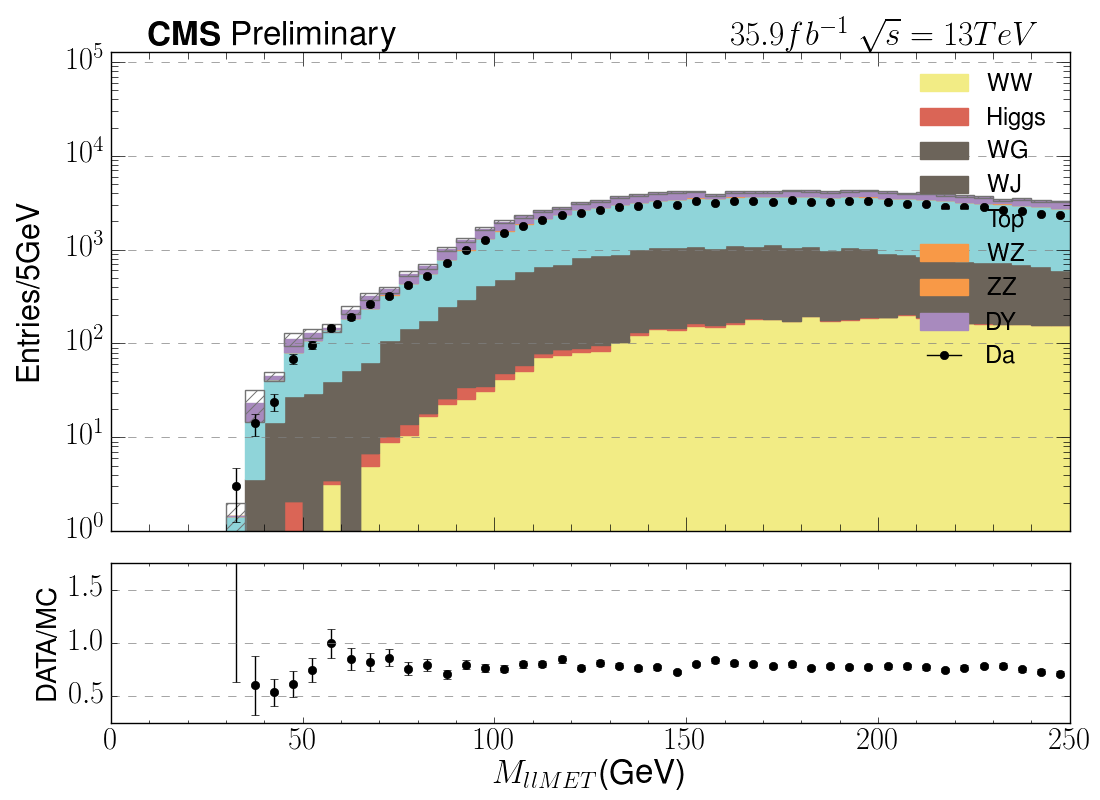 CMS Preliminary 35.9fb⁻¹ √s = 13TeV
10⁵
10⁴
10³
10²
10¹
10⁰
Entries/5GeV
WW
Higgs
WG
WJ
Top
WZ
ZZ
DY
Da
DATA/MC
1.5
1.0
0.5
0 50 100 150 200 250
M_{llMET}(GeV)